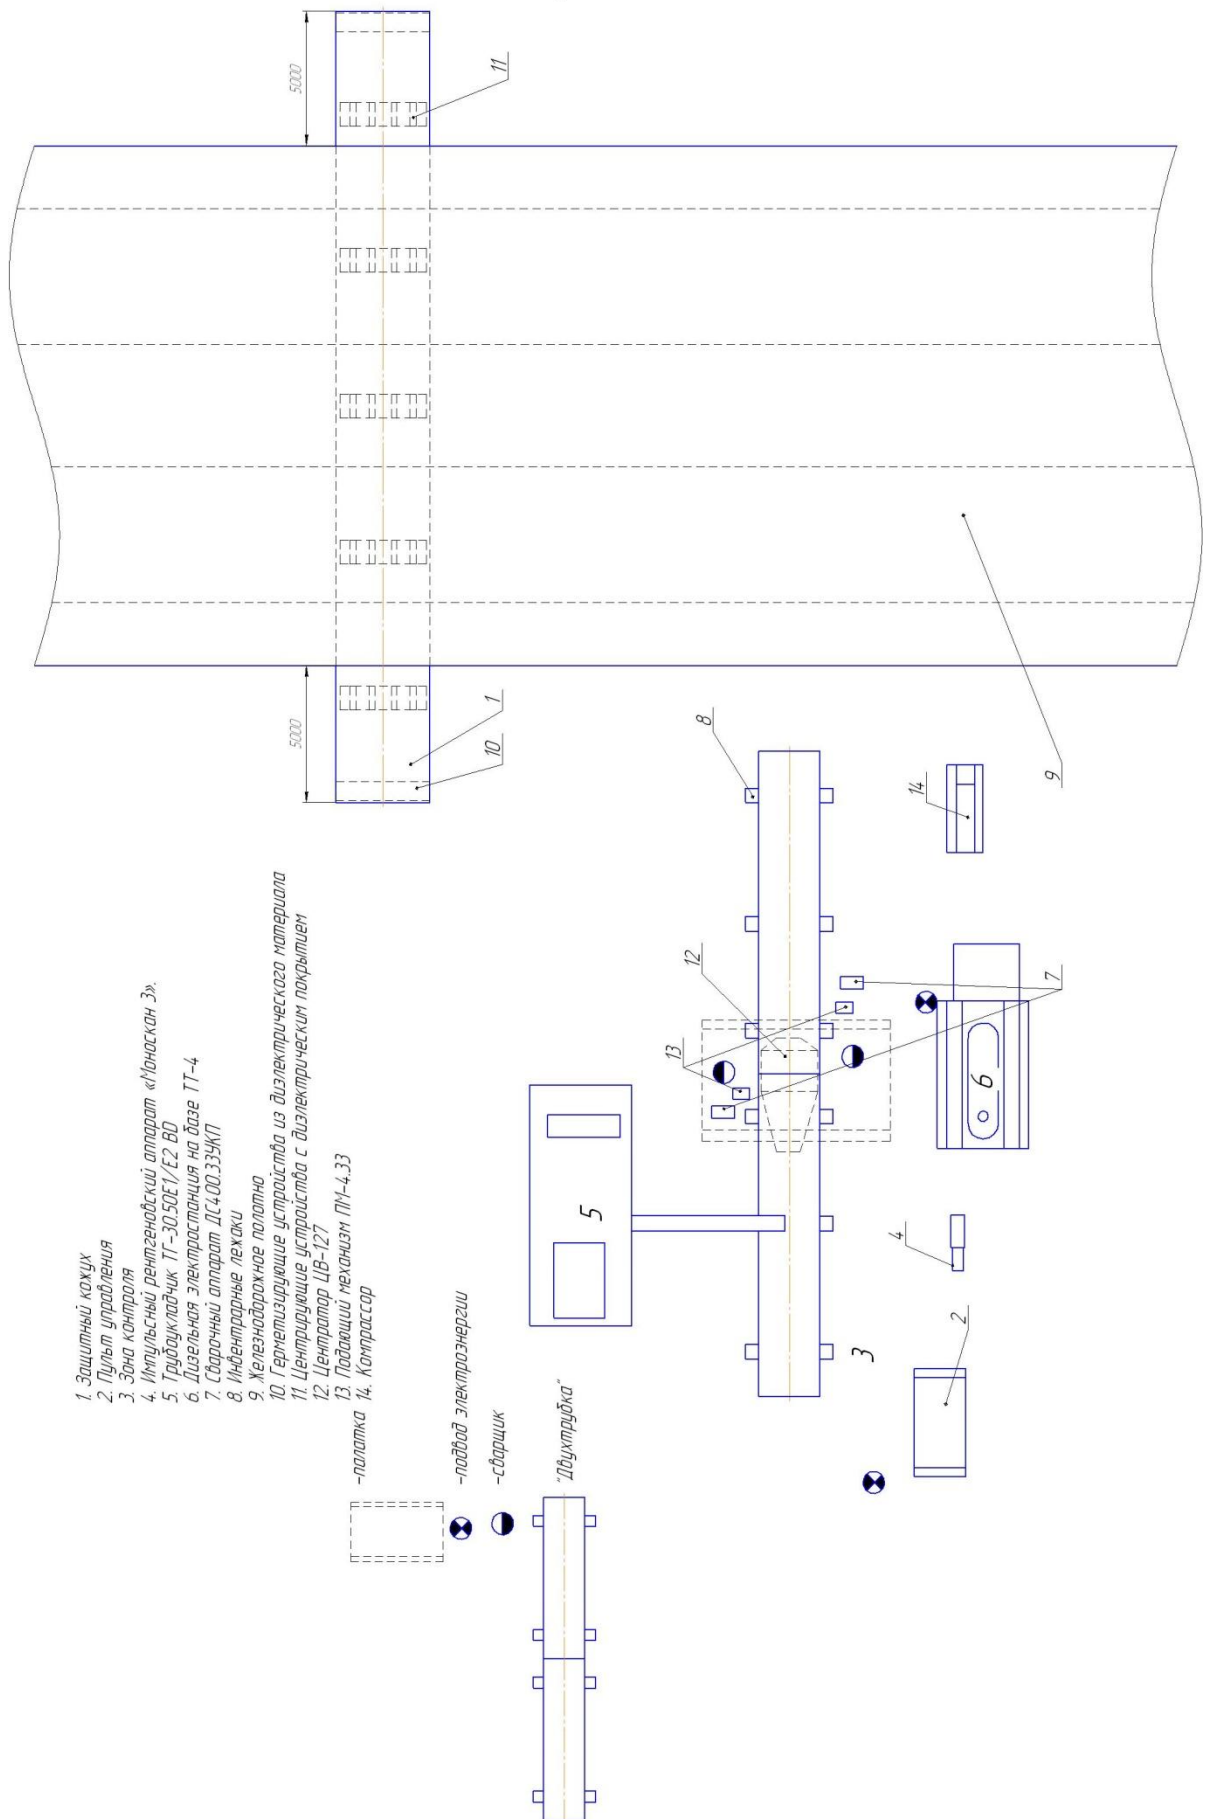 1. Защитный кожух
2. Пульт управления
3. Зона контроля
4. Импульсный рентгеновский аппарат «Моноскан 3».
5. Трубоукладчик ТГ-30.50Е1/Е2 ВD
6. Дизельная электростанция на базе ТТ-4
7. Сварочный аппарат ДС400.33УКП
8. Инвентрарные лежаки
9. Железнодорожное полотно
10. Герметизирующие устройства из диэлектрического материала
11. Центрирующие устройства с диэлектрическим покрытием
12. Центратор ЦВ-127
13. Подающий механизм ПМ-4.33
14. Компрассор
-палатка
-подвод электроэнергии
-сварщик
"Двухтрубка"
5000
5000
11
1
10
8
9
14
12
13
7
5
6
4
3
2